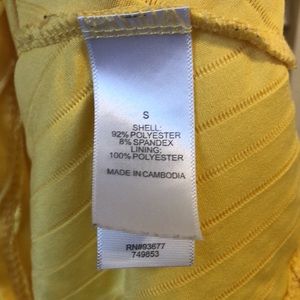 S
SHELL:
92% POLYESTER
8% SPANDEX
LINING:
100% POLYESTER
MADE IN CAMBODIA
RN#93677
749853